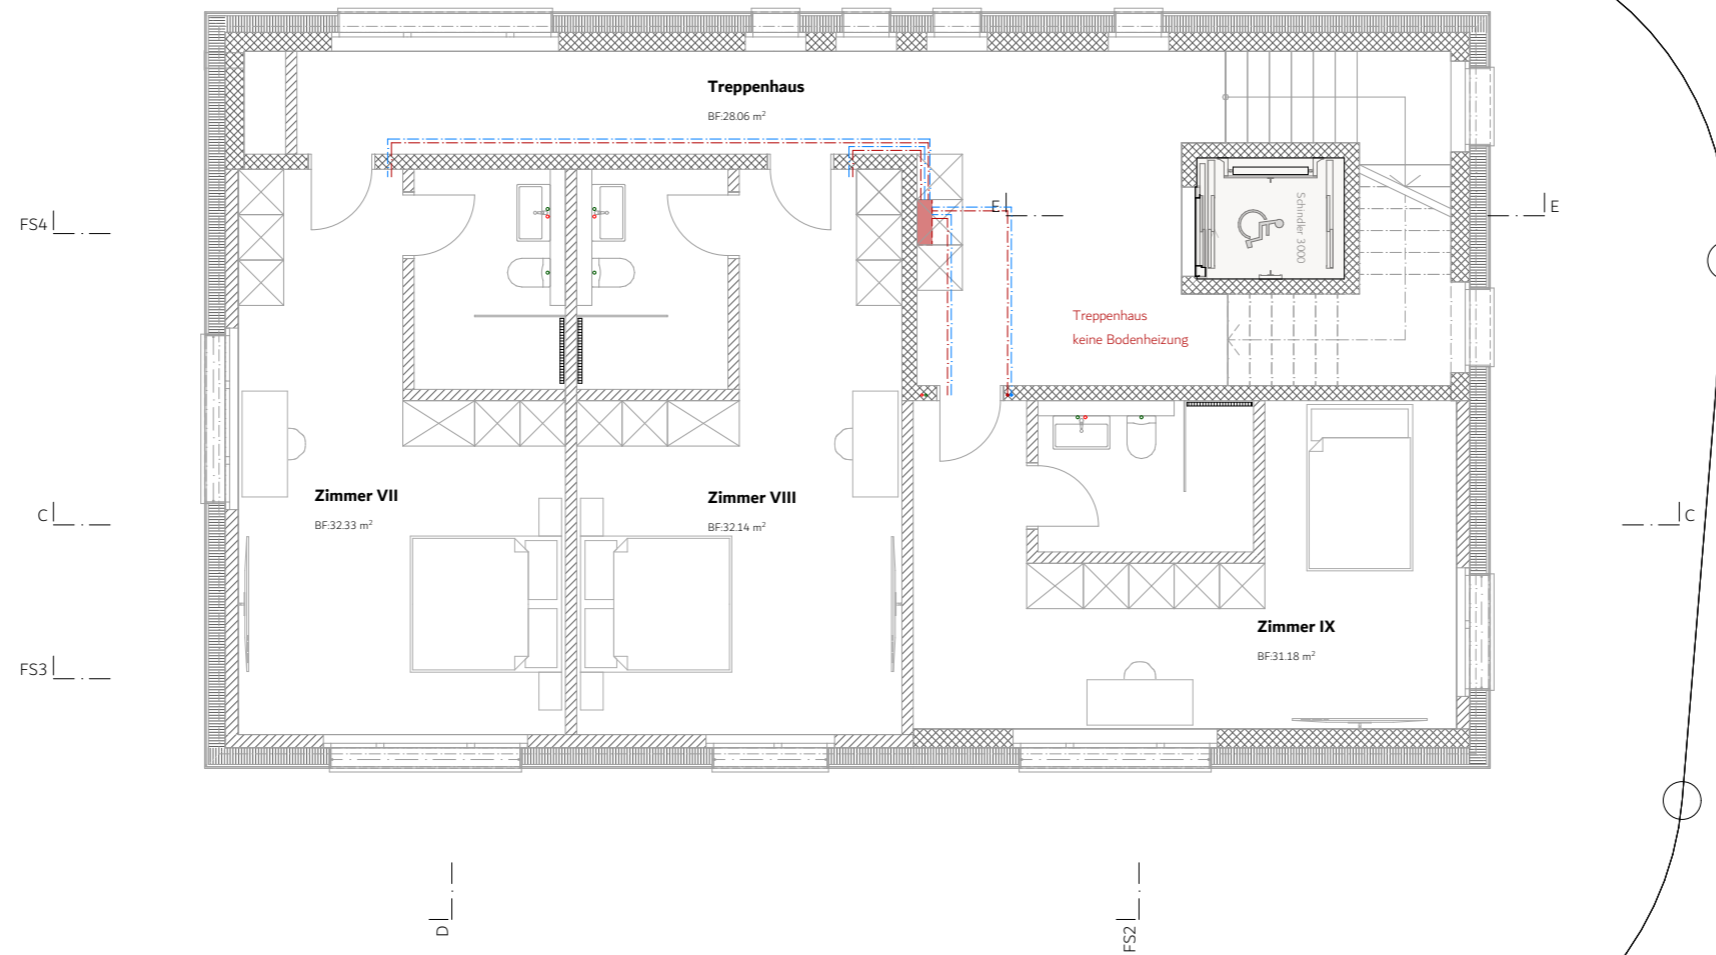 Treppenhaus
BF:28.06 m²
FS4
E
E
Schindler 3000
Treppenhaus
keine Bodenheizung
Zimmer VII
BF:32.33 m²
Zimmer VIII
BF:32.14 m²
C
C
Zimmer IX
BF:31.18 m²
FS3
D
FS2